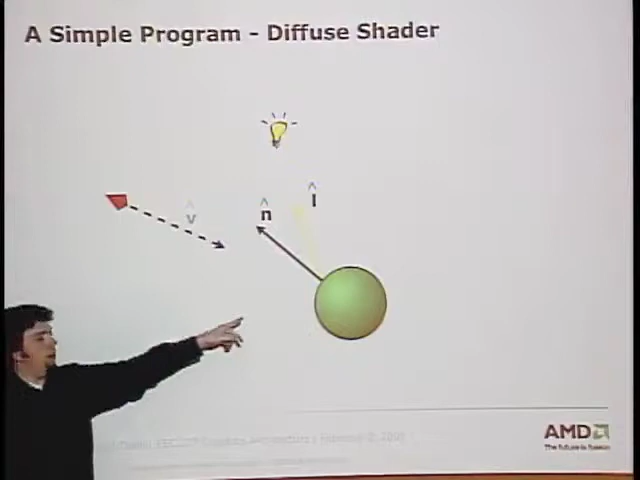 A Simple Program - Diffuse Shader
v̂
n̂
l̂
AMD
The future is fusion